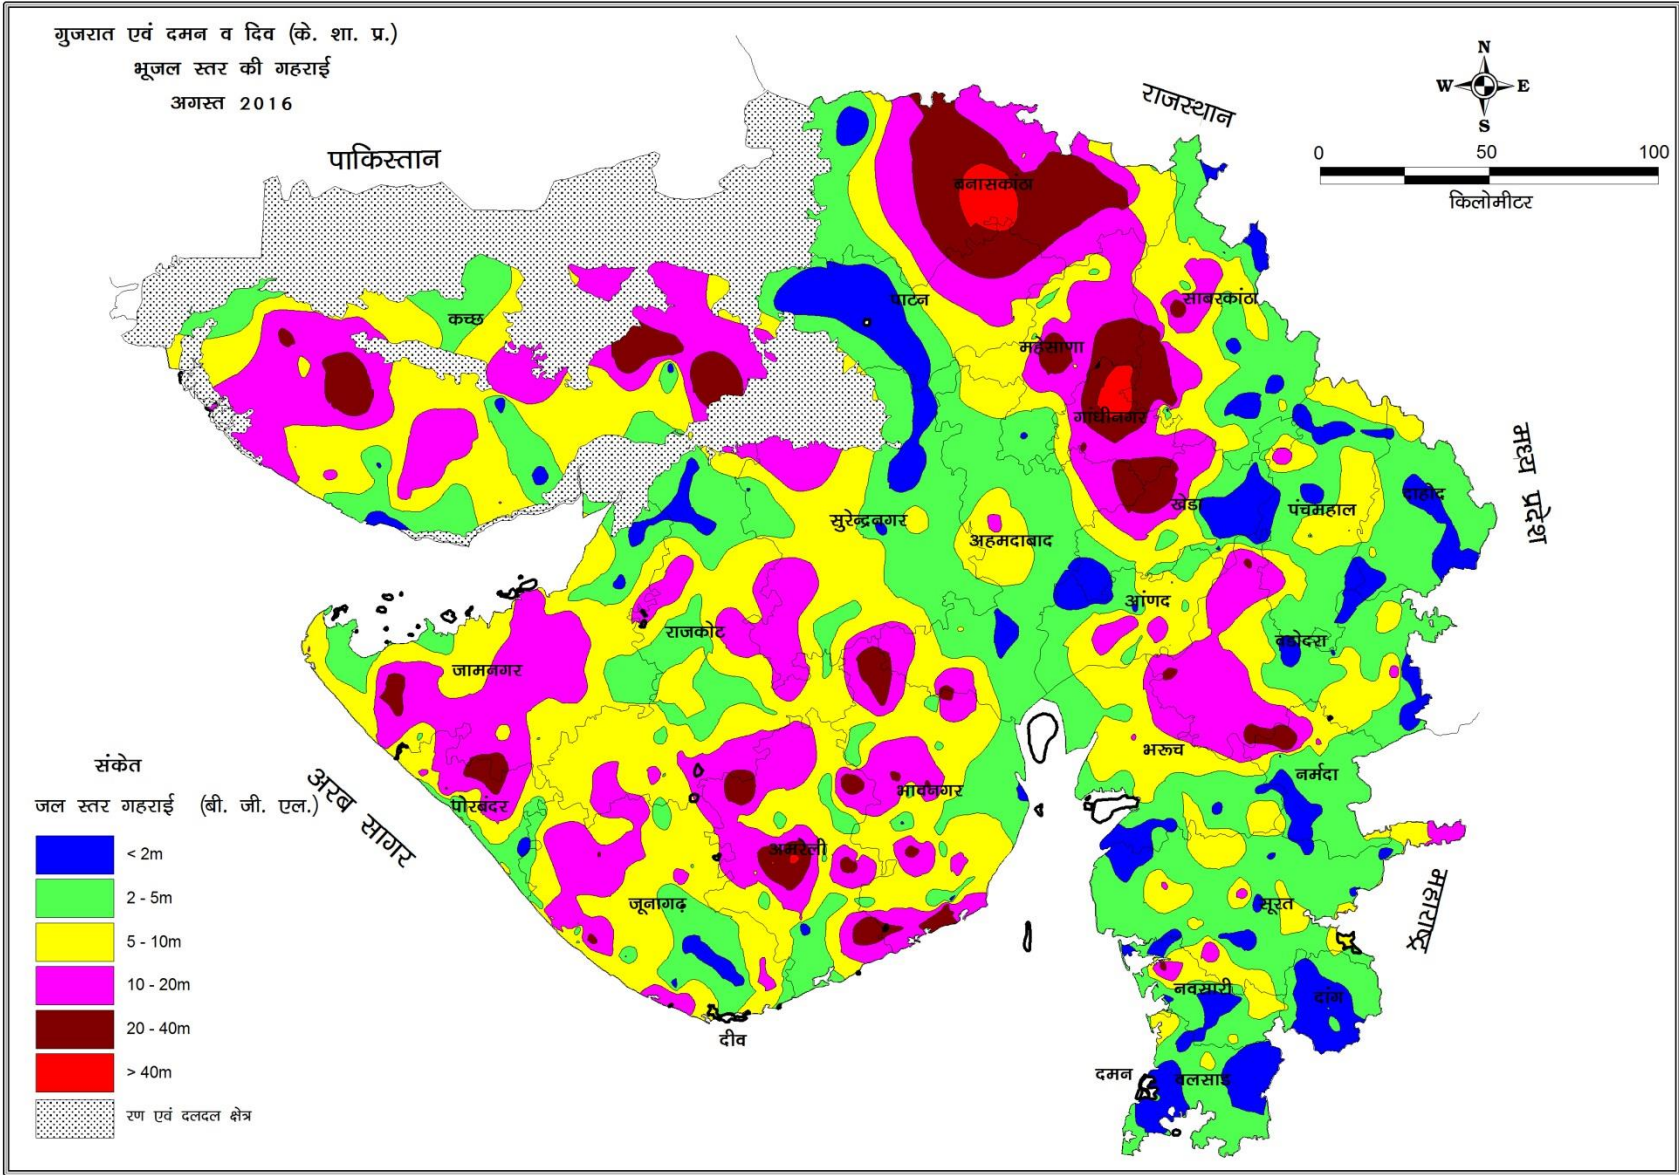 गुजरात एवं दमन व दिव (के. शा. प्र.)
भूजल स्तर की गहराई
अगस्त 2016
N
W E
S
0 50 100
किलोमीटर
राजस्थान
पाकिस्तान
बनासकांठा
पाटन
साबरकांठा
कच्छ
महेसाणा
गांधीनगर
मध्य प्रदेश
दाहोद
खेडा
पंचमहाल
सुरेन्द्रनगर
अहमदाबाद
आंणद
राजकोट
वडोदरा
जामनगर
भरूच
नर्मदा
भावनगर
पोरबंदर
अरब सागर
अमरेली
महाराष्ट्र
जूनागढ़
सूरत
नवसारी
दांग
दीव
दमन
वलसाड
संकेत
जल स्तर गहराई (बी. जी. एल.)
< 2m
2 - 5m
5 - 10m
10 - 20m
20 - 40m
> 40m
रण एवं दलदल क्षेत्र